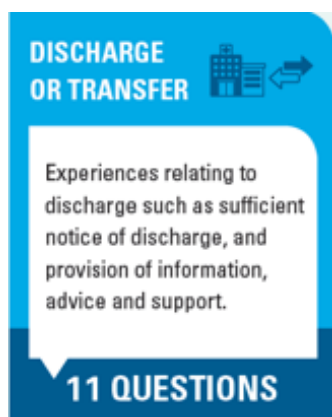 DISCHARGE
OR TRANSFER
Experiences relating to
discharge such as sufficient
notice of discharge, and
provision of information,
advice and support.
11 QUESTIONS